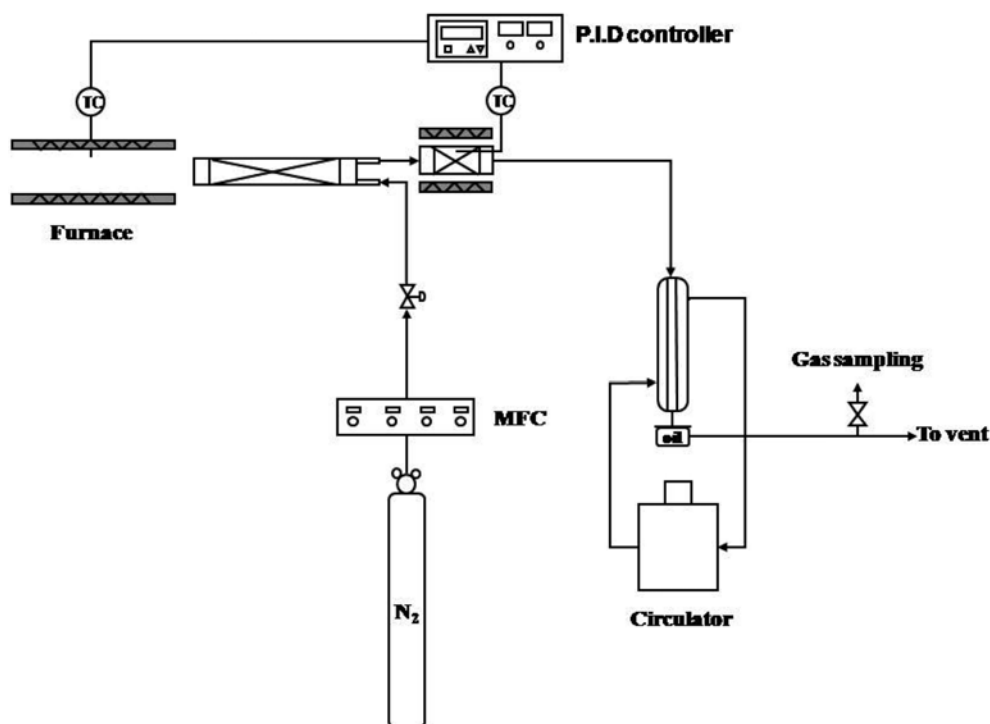 P.I.D controller
TC
TC
Furnace
Gas sampling
MFC
oil
To vent
N₂
Circulator